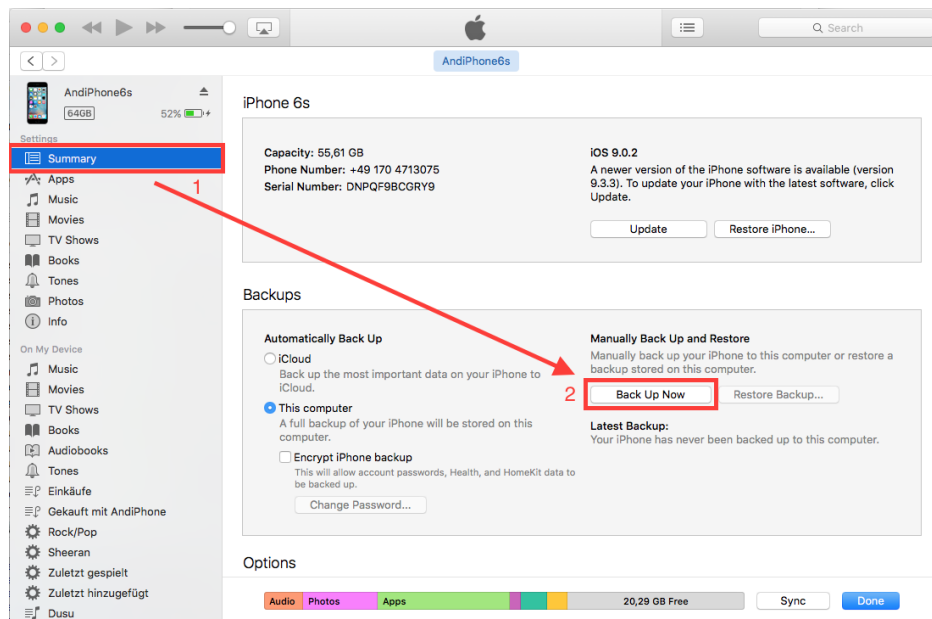 Search
AndiPhone6s
AndiPhone6s
64GB
52%
Settings
Summary
1
Apps
Music
Movies
TV Shows
Books
Tones
Photos
Info
On My Device
Music
Movies
TV Shows
Books
Audiobooks
Tones
Einkäufe
Gekauft mit AndiPhone
Rock/Pop
Sheeran
Zuletzt gespielt
Zuletzt hinzugefügt
Dusu
iPhone 6s
Capacity: 55,61 GB
Phone Number: +49 170 4713075
Serial Number: DNPQF9BCGRY9
iOS 9.0.2
A newer version of the iPhone software is available (version
9.3.3). To update your iPhone with the latest software, click
Update.
Update
Restore iPhone...
Backups
Automatically Back Up
iCloud
Back up the most important data on your iPhone to
iCloud.
This computer
A full backup of your iPhone will be stored on this
computer.
Encrypt iPhone backup
This will allow account passwords, Health, and HomeKit data to
be backed up.
Change Password...
Manually Back Up and Restore
Manually back up your iPhone to this computer or restore a
backup stored on this computer.
2
Back Up Now
Restore Backup...
Latest Backup:
Your iPhone has never been backed up to this computer.
Options
Audio
Photos
Apps
20,29 GB Free
Sync
Done